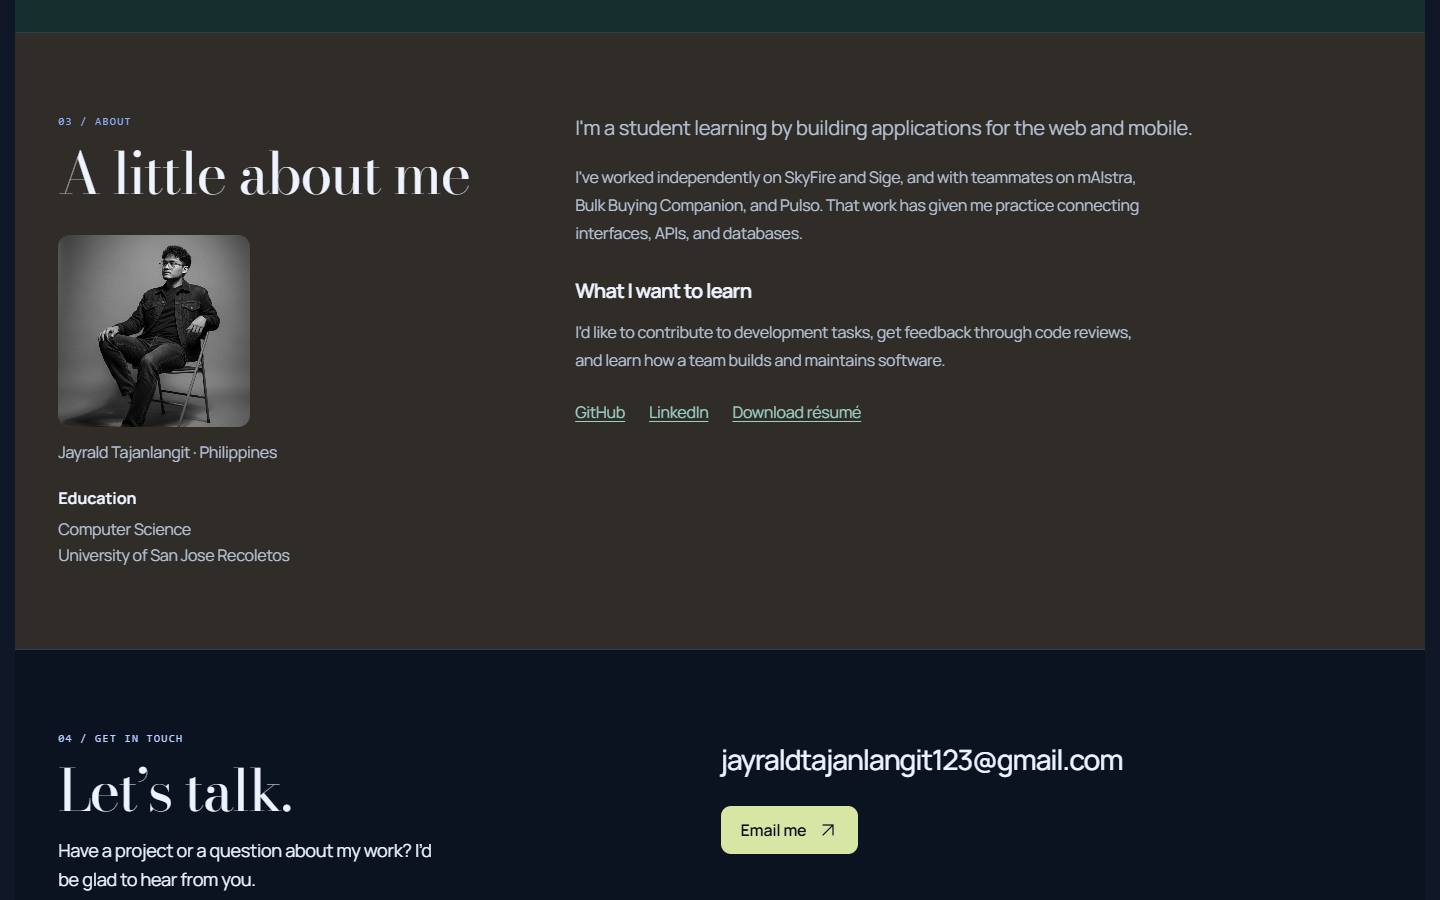 03 / ABOUT
A little about me
Jayrald Tajanlangit · Philippines
Education
Computer Science
University of San Jose Recoletos
I'm a student learning by building applications for the web and mobile.
I've worked independently on SkyFire and Sige, and with teammates on mAIstra,
Bulk Buying Companion, and Pulso. That work has given me practice connecting
interfaces, APIs, and databases.
What I want to learn
I'd like to contribute to development tasks, get feedback through code reviews,
and learn how a team builds and maintains software.
GitHub LinkedIn Download résumé
04 / GET IN TOUCH
Let’s talk.
Have a project or a question about my work? I’d
be glad to hear from you.
jayraldtajanlangit123@gmail.com
Email me